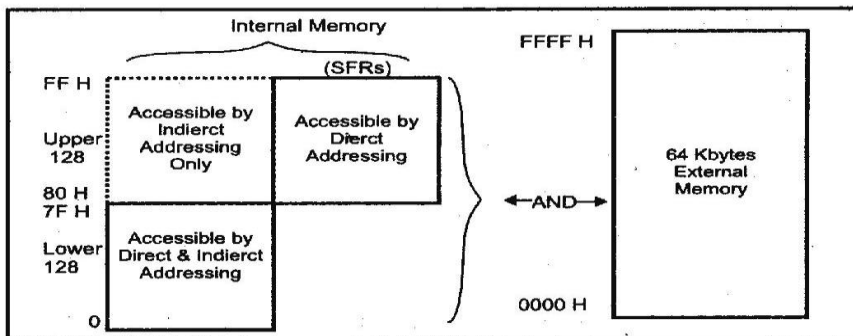 Internal Memory
(SFRs)
FF H
Upper
128
80 H
7F H
Lower
128
0
Accessible by
Indierct
Addressing
Only
Accessible by
Dierct
Addressing
Accessible by
Direct & Indierct
Addressing
AND
FFFF H
64 Kbytes
External
Memory
0000 H